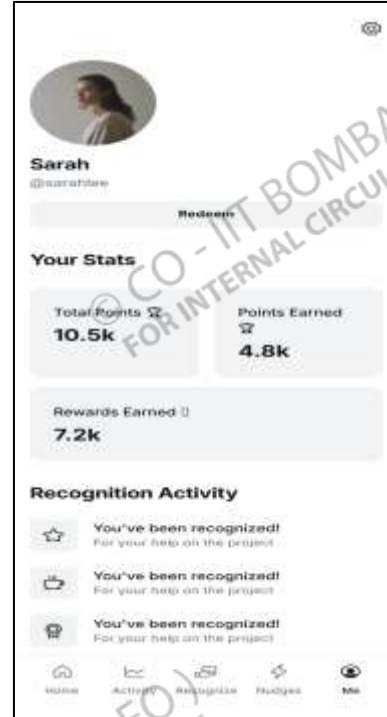 Sarah
@sarahlee
Redeem
Your Stats
Total Points
10.5k
Points Earned
4.8k
Rewards Earned
7.2k
Recognition Activity
You've been recognized!
For your help on the project
You've been recognized!
For your help on the project
You've been recognized!
For your help on the project
Home Activity Recognize Nudges Me
© CO - IIT BOMBA
FOR INTERNAL CIRCUL